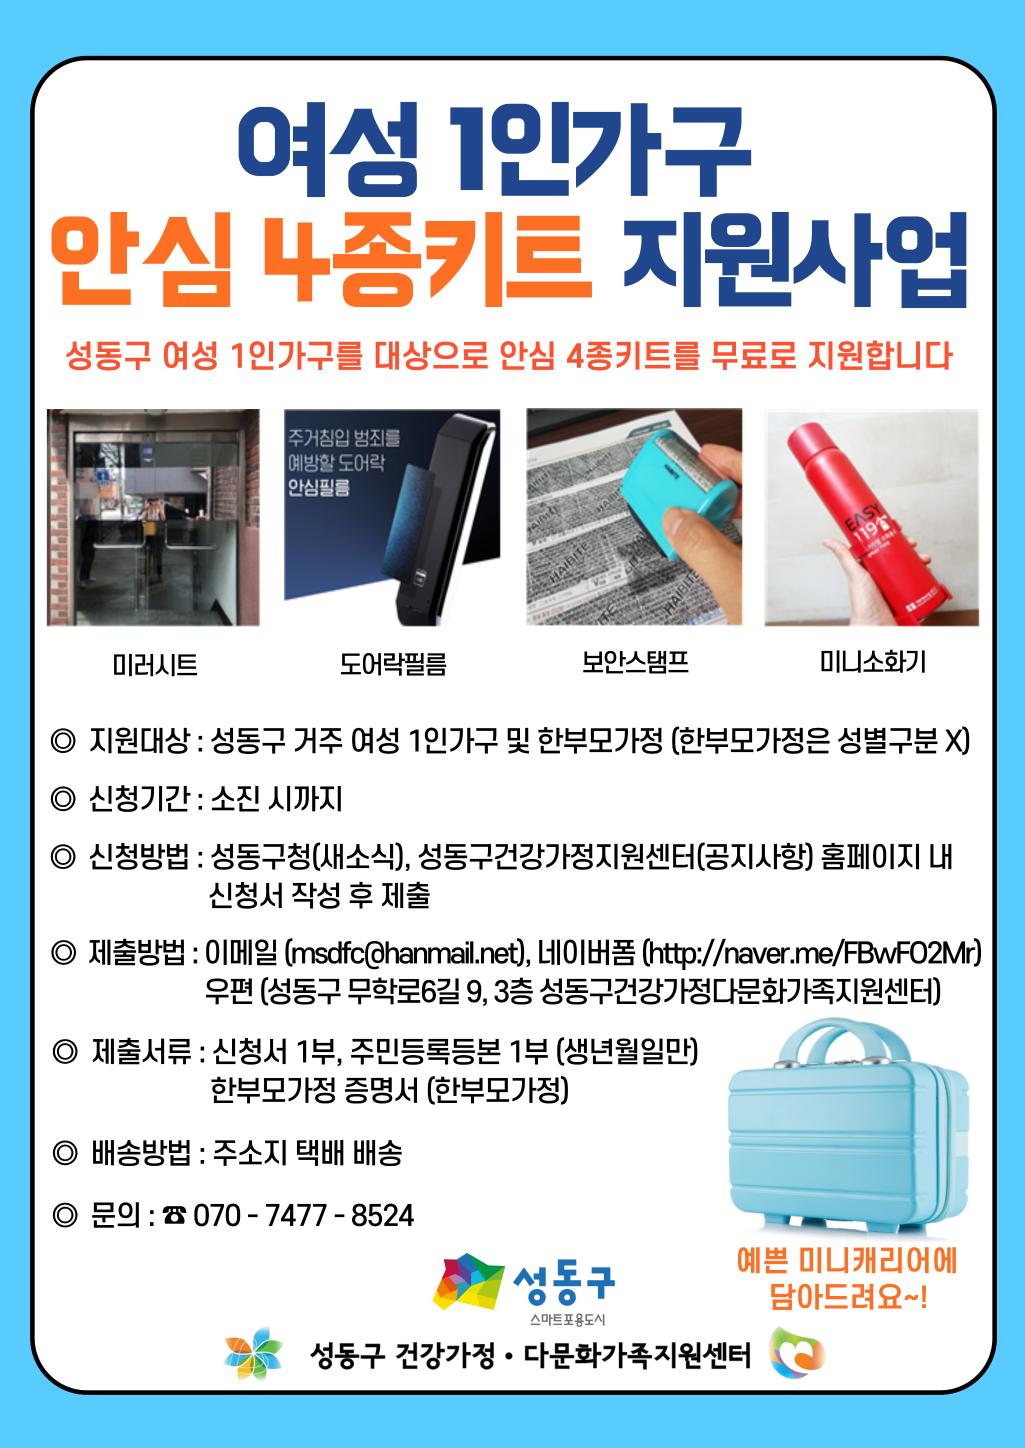 여성 1인가구
안심 4종키트 지원사업
성동구 여성 1인가구를 대상으로 안심 4종키트를 무료로 지원합니다
주거침입 범죄를
예방할 도어락
안심필름
HAIBITE
EASY
119
미러시트
도어락필름
보안스탬프
미니소화기
◎ 지원대상 : 성동구 거주 여성 1인가구 및 한부모가정 (한부모가정은 성별구분 X)
◎ 신청기간 : 소진 시까지
◎ 신청방법 : 성동구청(새소식), 성동구건강가정지원센터(공지사항) 홈페이지 내
신청서 작성 후 제출
◎ 제출방법 : 이메일 (msdfc@hanmail.net), 네이버폼 (http://naver.me/FBwFO2Mr)
우편 (성동구 무학로6길 9, 3층 성동구건강가정다문화가족지원센터)
◎ 제출서류 : 신청서 1부, 주민등록등본 1부 (생년월일만)
한부모가정 증명서 (한부모가정)
◎ 배송방법 : 주소지 택배 배송
◎ 문의 : ☎ 070 - 7477 - 8524
예쁜 미니캐리어에
담아드려요~!
성동구
스마트포용도시
성동구 건강가정 • 다문화가족지원센터